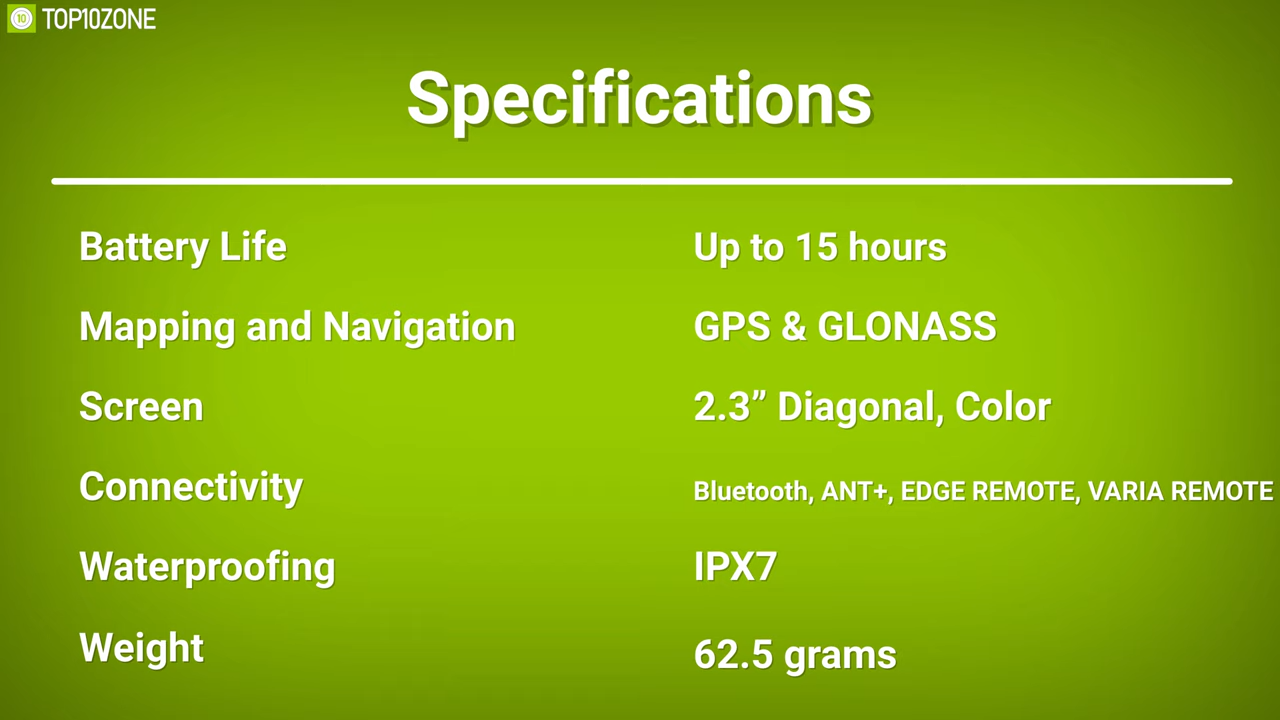 10 TOP10ZONE
Specifications
Battery Life Up to 15 hours
Mapping and Navigation GPS & GLONASS
Screen 2.3” Diagonal, Color
Connectivity Bluetooth, ANT+, EDGE REMOTE, VARIA REMOTE
Waterproofing IPX7
Weight 62.5 grams